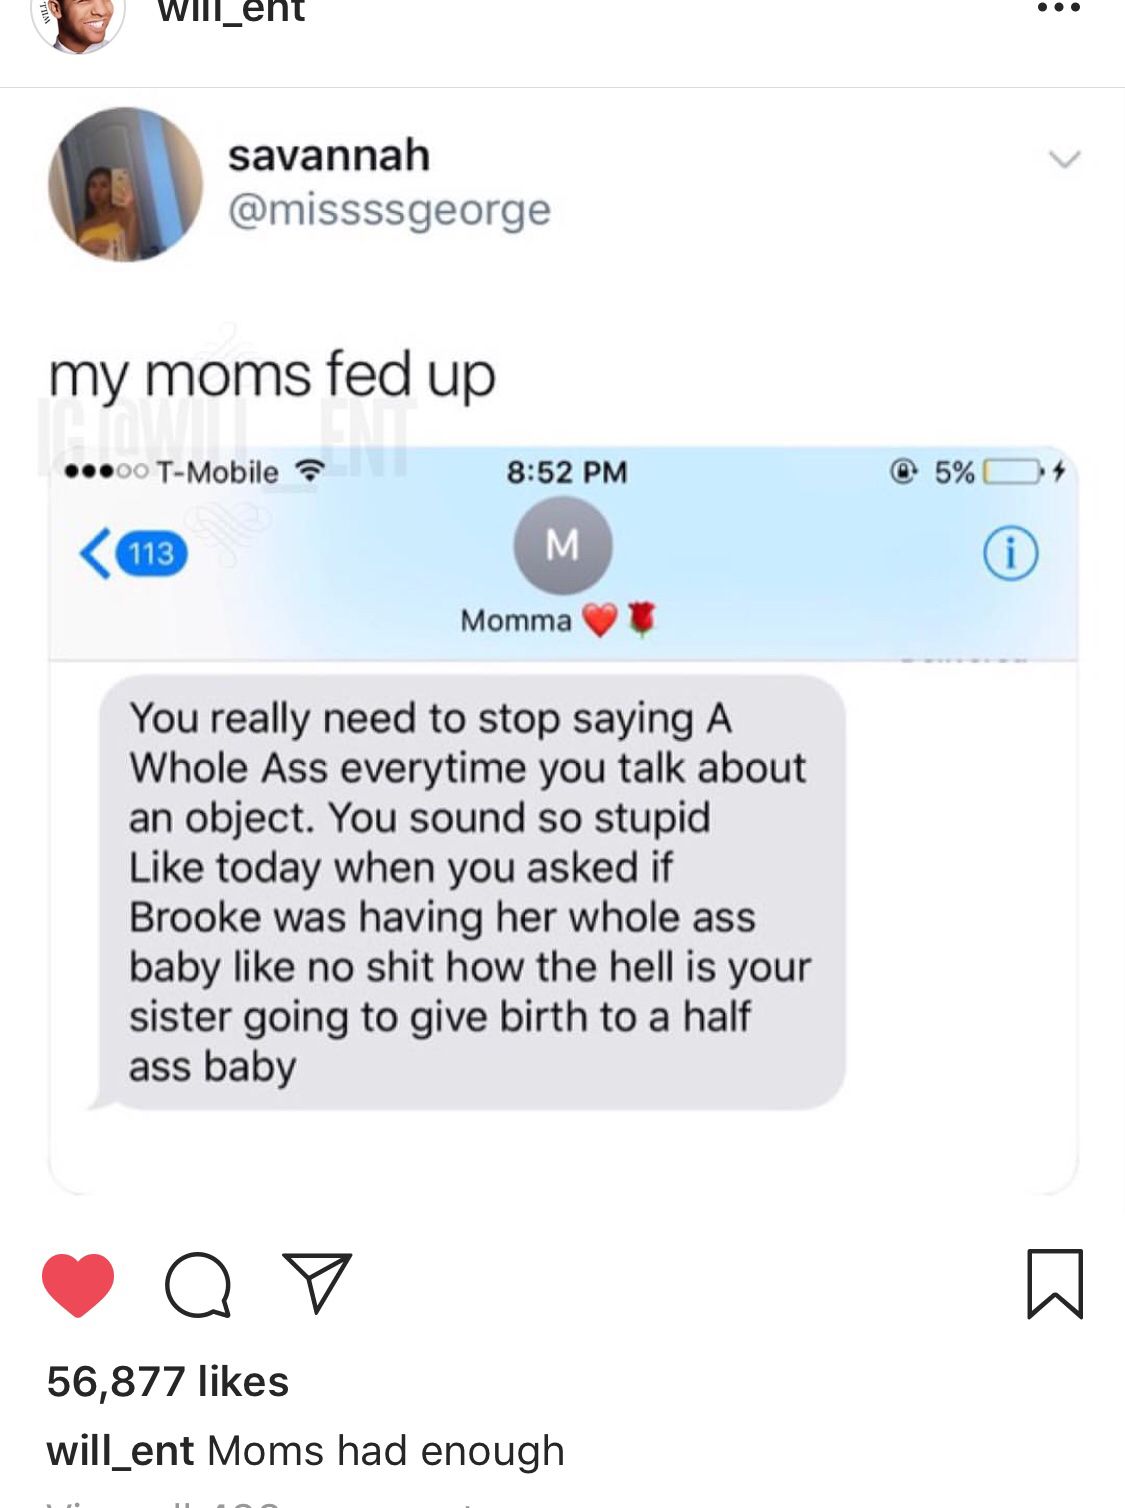 will_ent
savannah
@missssgeorge
my moms fed up
IG |@WILL__ENT
T-Mobile 8:52 PM 5%
113
M
Momma ❤️🌹
You really need to stop saying A
Whole Ass everytime you talk about
an object. You sound so stupid
Like today when you asked if
Brooke was having her whole ass
baby like no shit how the hell is your
sister going to give birth to a half
ass baby
56,877 likes
will_ent Moms had enough